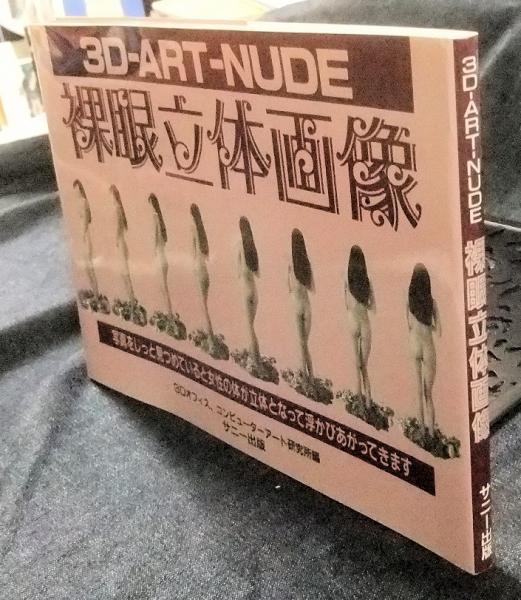 3D-ART-NUDE
裸眼立体画像
写真をじっと見つめていると女性の体が立体となって浮かびあがってきます
3Dオフィス、コンピューターアート研究所編
サニー出版
3D-ART-NUDE 裸眼立体画像 サニー出版